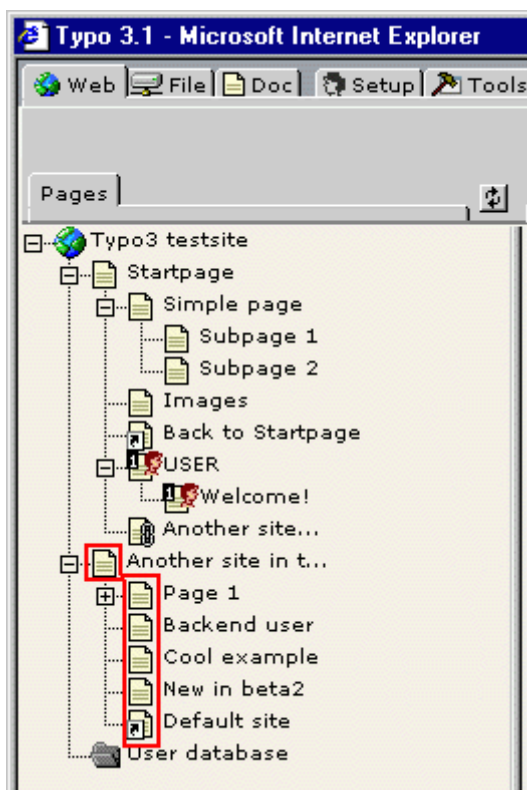 Typo 3.1 - Microsoft Internet Explorer
Web File Doc Setup Tools
Pages
Typo3 testsite
Startpage
Simple page
Subpage 1
Subpage 2
Images
Back to Startpage
USER
Welcome!
Another site...
Another site in t...
Page 1
Backend user
Cool example
New in beta2
Default site
User database